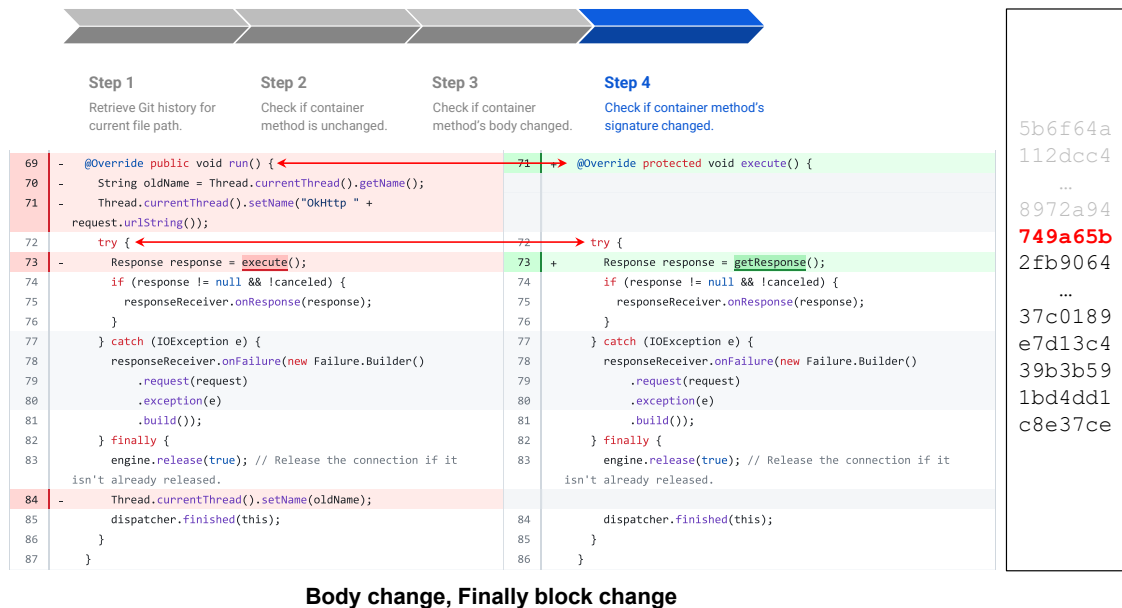 Step 1
Retrieve Git history for
current file path.
Step 2
Check if container
method is unchanged.
Step 3
Check if container
method's body changed.
Step 4
Check if container method's
signature changed.
69 - @Override public void run() {
70 - String oldName = Thread.currentThread().getName();
71 - Thread.currentThread().setName("OkHttp " +
request.urlString());
72 try {
73 - Response response = execute();
74 if (response != null && !canceled) {
75 responseReceiver.onResponse(response);
76 }
77 } catch (IOException e) {
78 responseReceiver.onFailure(new Failure.Builder()
79 .request(request)
80 .exception(e)
81 .build());
82 } finally {
83 engine.release(true); // Release the connection if it
isn't already released.
84 - Thread.currentThread().setName(oldName);
85 dispatcher.finished(this);
86 }
87 }
71 + @Override protected void execute() {
72 try {
73 + Response response = getResponse();
74 if (response != null && !canceled) {
75 responseReceiver.onResponse(response);
76 }
77 } catch (IOException e) {
78 responseReceiver.onFailure(new Failure.Builder()
79 .request(request)
80 .exception(e)
81 .build());
82 } finally {
83 engine.release(true); // Release the connection if it
isn't already released.
84 dispatcher.finished(this);
85 }
86 }
5b6f64a
112dcc4
…
8972a94
749a65b
2fb9064
…
37c0189
e7d13c4
39b3b59
1bd4dd1
c8e37ce
Body change, Finally block change